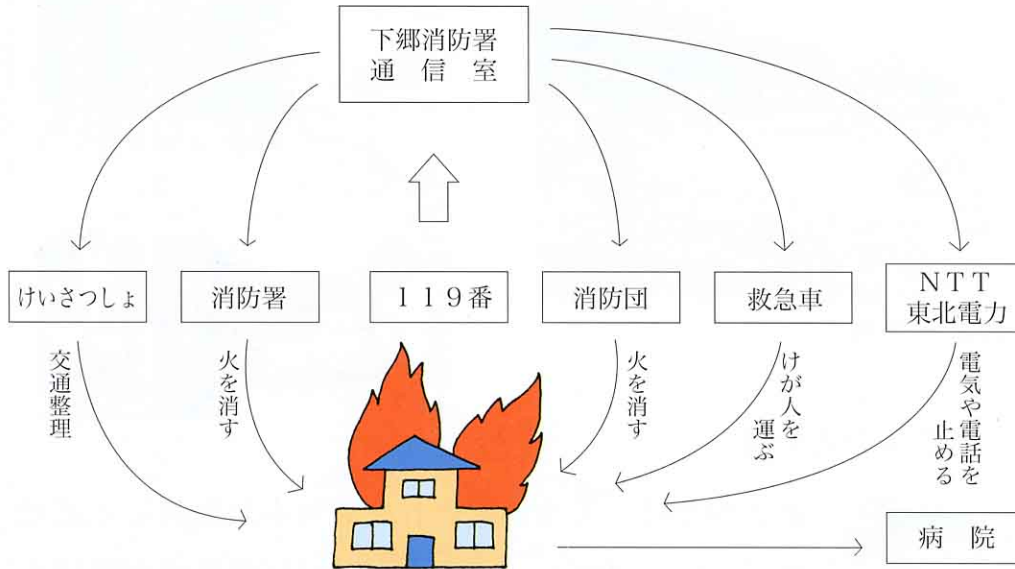 下郷消防署
通信室
けいさつしょ
消防署
119番
消防団
救急車
NTT
東北電力
交通整理
火を消す
火を消す
けが人を
運ぶ
電気や電話を
止める
病院